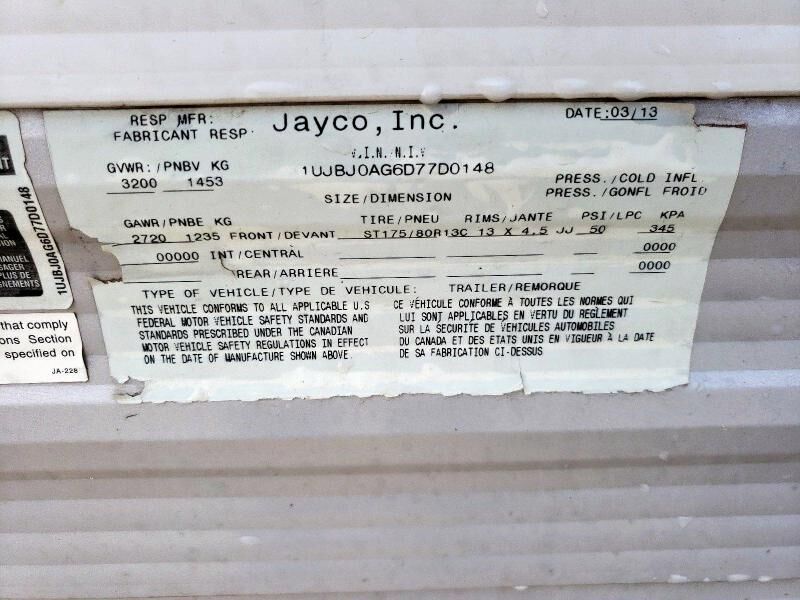 RESP MFR: Jayco, Inc. DATE:03/13
FABRICANT RESP.
V.I.N. N.I.V
GVWR:/PNBV KG 1UJBJ0AG6D77D0148
3200 1453 PRESS./COLD INFL.
SIZE/DIMENSION PRESS./GONFL FROID
GAWR/PNBE KG TIRE/PNEU RIMS/JANTE PSI/LPC KPA
2720 1235 FRONT/DEVANT ST175/80R13C 13 X 4.5 JJ 50 345
00000 INT/CENTRAL 0000
REAR/ARRIERE 0000
TYPE OF VEHICLE/TYPE DE VEHICULE: TRAILER/REMORQUE
THIS VEHICLE CONFORMS TO ALL APPLICABLE U.S
FEDERAL MOTOR VEHICLE SAFETY STANDARDS AND
STANDARDS PRESCRIBED UNDER THE CANADIAN
MOTOR VEHICLE SAFETY REGULATIONS IN EFFECT
ON THE DATE OF MANUFACTURE SHOWN ABOVE.
CE VÉHICULE CONFORME À TOUTES LES NORMES QUI
LUI SONT APPLICABLES EN VERTU DU REGLEMENT
SUR LA SÉCURITÉ DE VÉHICULES AUTOMOBILES
DU CANADA ET DES ETATS UNIS EN VIGUEUR À LA DATE
DE SA FABRICATION CI-DESSUS
1UJBJ0AG6D77D0148
MANUEL
PLUS DE
that comply
ons Section
specified on
JA-228